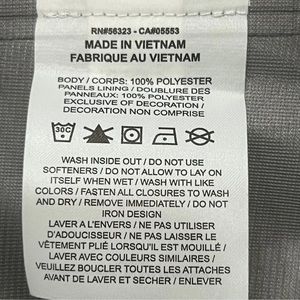 RN#56323 - CA#05553
MADE IN VIETNAM
FABRIQUE AU VIETNAM
BODY / CORPS: 100% POLYESTER
PANELS LINING / DOUBLURE DES
PANNEAUX: 100% POLYESTER
EXCLUSIVE OF DECORATION /
DECORATION NON COMPRISE
30C
WASH INSIDE OUT / DO NOT USE
SOFTENERS / DO NOT ALLOW TO LAY ON
ITSELF WHEN WET / WASH WITH LIKE
COLORS / FASTEN ALL CLOSURES TO WASH
AND DRY / REMOVE IMMEDIATELY / DO NOT
IRON DESIGN
LAVER A L'ENVERS / NE PAS UTILISER
D'ADOUCISSEUR / NE PAS LAISSER LE
VÊTEMENT PLIÉ LORSQU'IL EST MOUILLÉ /
LAVER AVEC COULEURS SIMILAIRES /
VEUILLEZ BOUCLER TOUTES LES ATTACHES
AVANT DE LAVER ET SECHER / ENLEVER